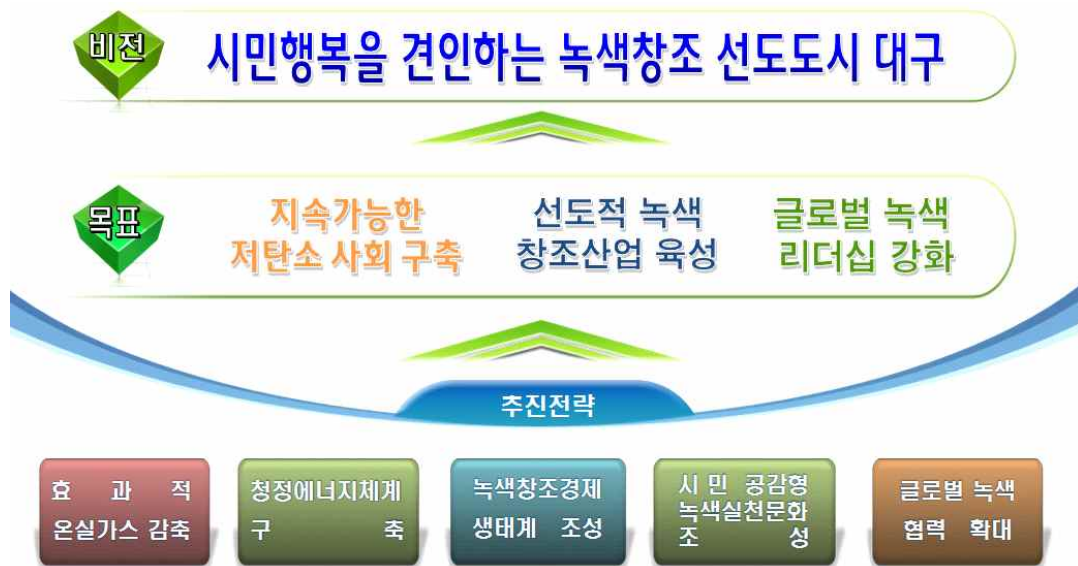 비전
시민행복을 견인하는 녹색창조 선도도시 대구
목표
지속가능한
저탄소 사회 구축
선도적 녹색
창조산업 육성
글로벌 녹색
리더십 강화
추진전략
효 과 적
온실가스 감축
청정에너지체계
구 축
녹색창조경제
생태계 조성
시 민 공감형
녹색실천문화
조 성
글로벌 녹색
협력 확대